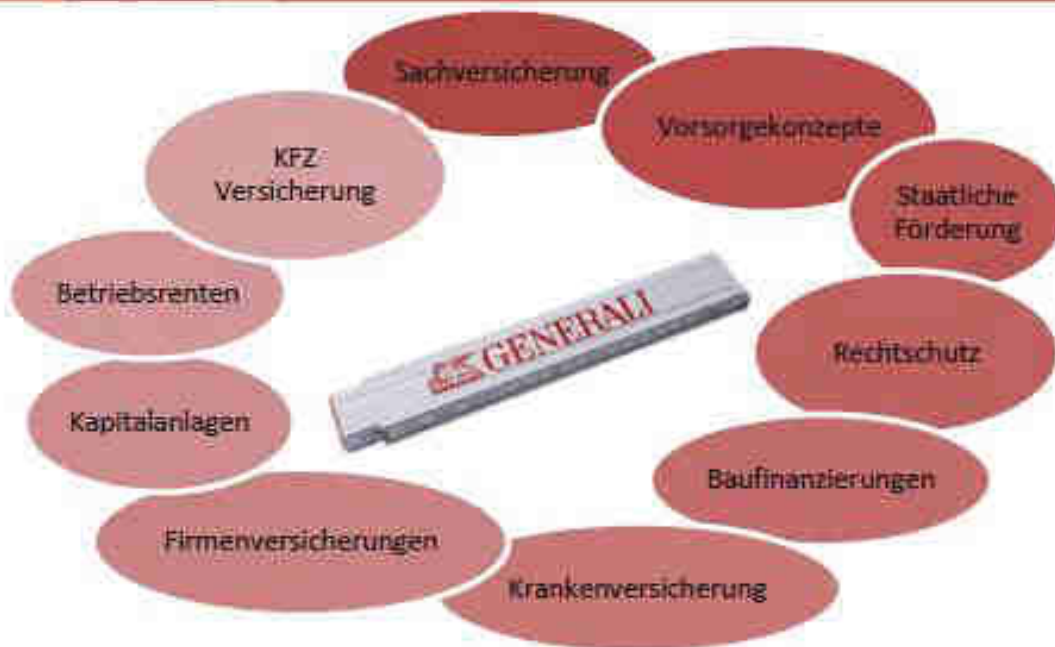 Sachversicherung
Vorsorgekonzepte
KFZ
Versicherung
Staatliche
Förderung
Betriebsrenten
GENERALI
Rechtschutz
Kapitalanlagen
Baufinanzierungen
Firmenversicherungen
Krankenversicherung